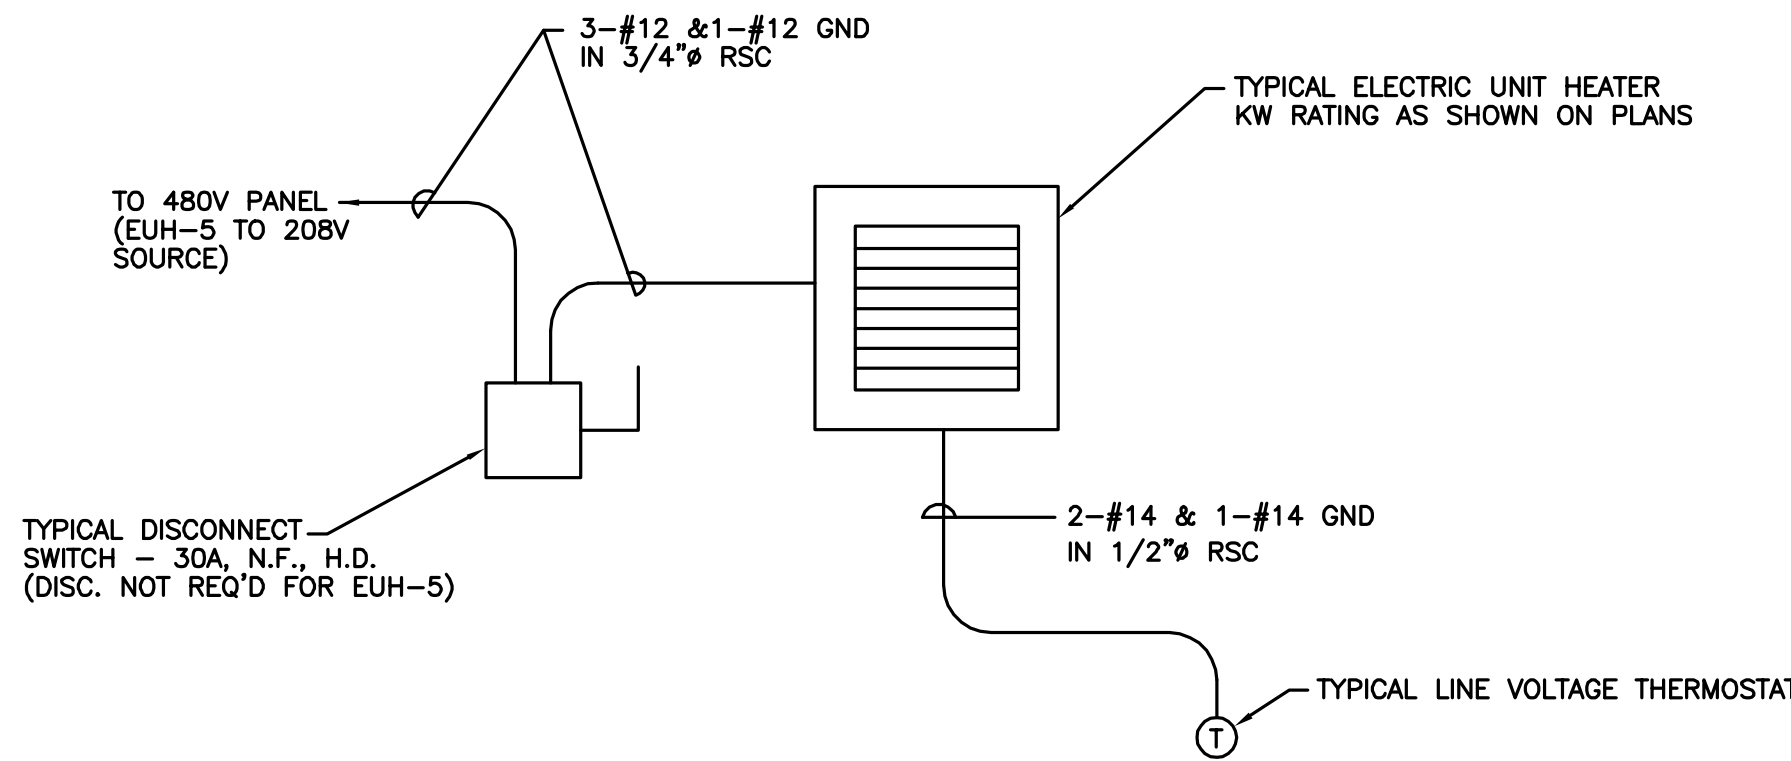 3-#12 &1-#12 GND
IN 3/4"ø RSC
TYPICAL ELECTRIC UNIT HEATER
KW RATING AS SHOWN ON PLANS
TO 480V PANEL
(EUH-5 TO 208V
SOURCE)
TYPICAL DISCONNECT
SWITCH - 30A, N.F., H.D.
(DISC. NOT REQ'D FOR EUH-5)
2-#14 & 1-#14 GND
IN 1/2"ø RSC
TYPICAL LINE VOLTAGE THERMOSTAT
T